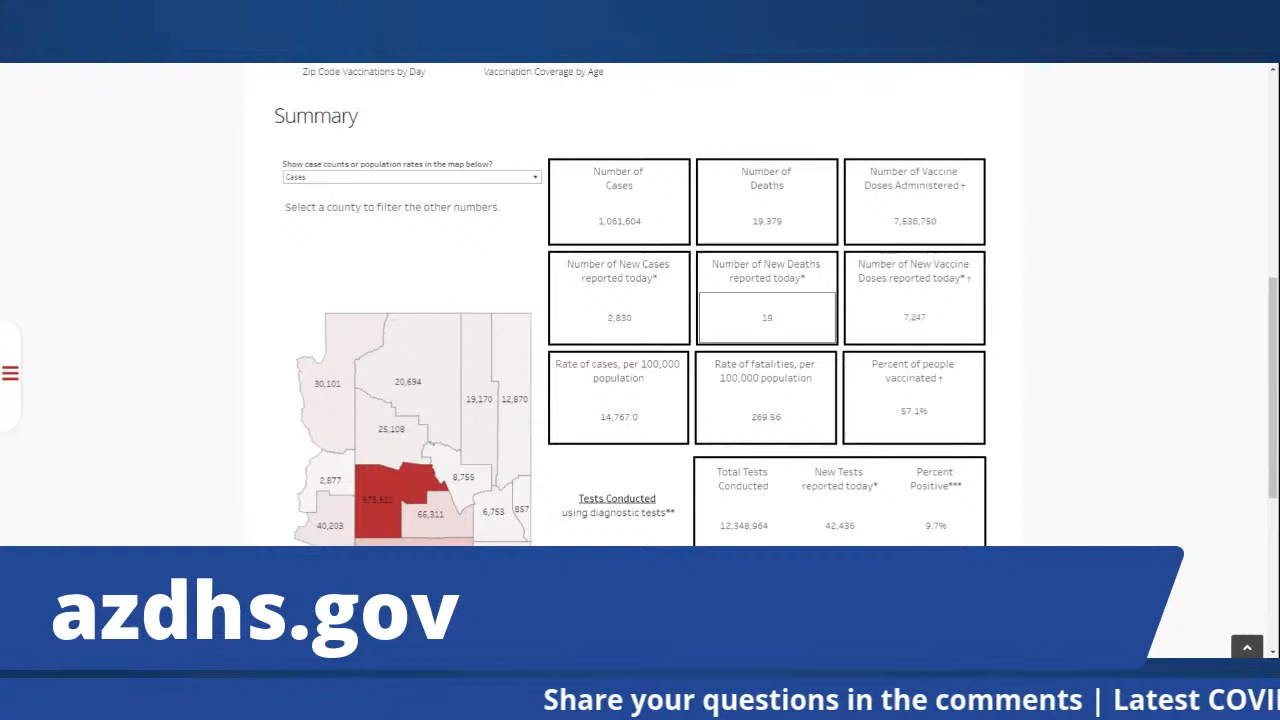 Zip Code Vaccinations by Day
Vaccination Coverage by Age
Summary
Show case counts or population rates in the map below?
Cases
Select a county to filter the other numbers.
Number of
Cases
1,061,604
Number of
Deaths
19,379
Number of Vaccine
Doses Administered †
7,536,750
Number of New Cases
reported today*
2,830
Number of New Deaths
reported today*
19
Number of New Vaccine
Doses reported today* †
7,247
Rate of cases, per 100,000
population
14,767.0
Rate of fatalities, per
100,000 population
269.56
Percent of people
vaccinated †
57.1%
30,101
20,694
19,170
12,870
25,108
2,877
8,755
66,311
6,753
857
40,203
Tests Conducted
using diagnostic tests**
Total Tests
Conducted
12,348,964
New Tests
reported today*
42,436
Percent
Positive***
9.7%
azdhs.gov
Share your questions in the comments | Latest COVI